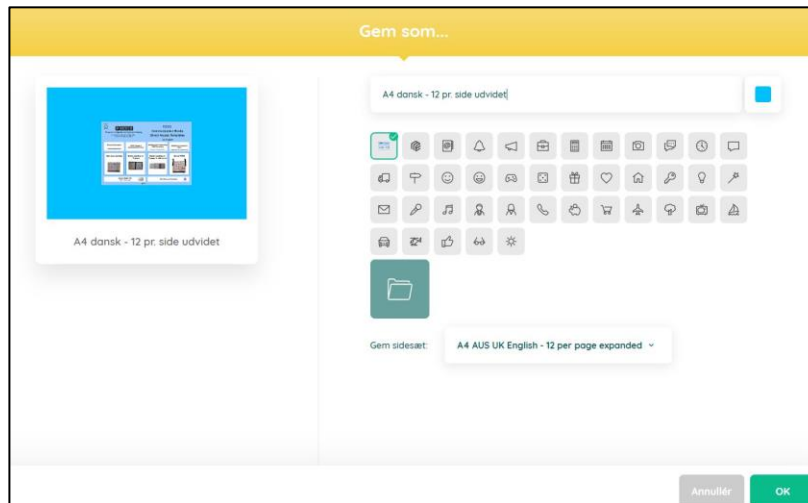 Gem som...
A4 dansk - 12 pr. side udvidet
A4 dansk - 12 pr. side udvidet
Gem sidesæt:
A4 AUS UK English - 12 per page expanded
Annullér
OK